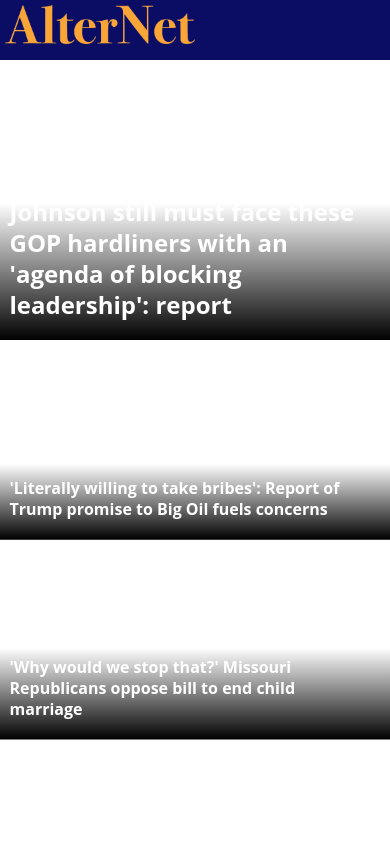 AlterNet
Johnson still must face these
GOP hardliners with an
'agenda of blocking
leadership': report
'Literally willing to take bribes': Report of
Trump promise to Big Oil fuels concerns
'Why would we stop that?' Missouri
Republicans oppose bill to end child
marriage